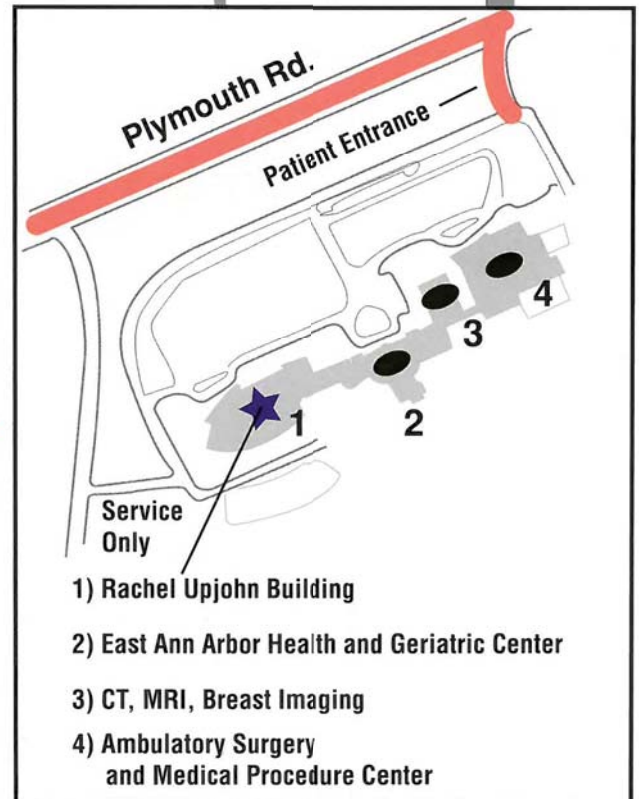 Plymouth Rd.
Patient Entrance
4
3
1
2
Service
Only
1) Rachel Upjohn Building
2) East Ann Arbor Health and Geriatric Center
3) CT, MRI, Breast Imaging
4) Ambulatory Surgery
and Medical Procedure Center